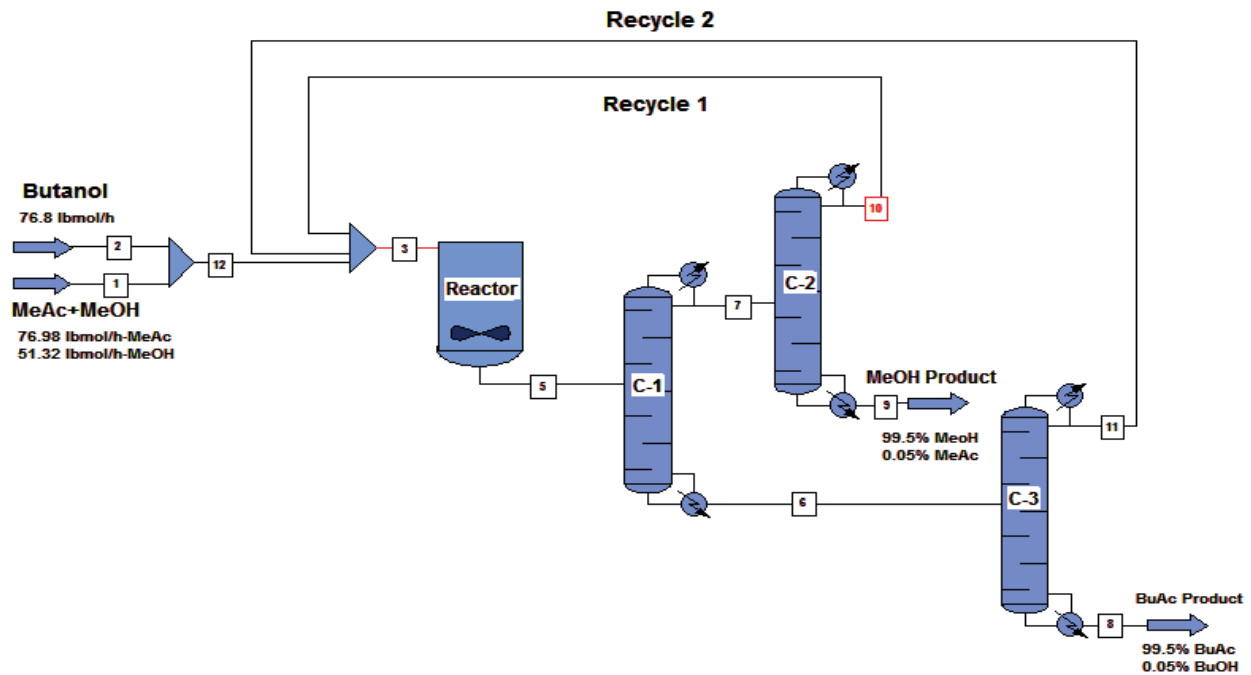 Recycle 2
Recycle 1
Butanol
76.8 lbmol/h
2
12
1
MeAc+MeOH
76.98 lbmol/h-MeAc
51.32 lbmol/h-MeOH
3
Reactor
5
C-1
7
C-2
10
MeOH Product
9
99.5% MeoH
0.05% MeAc
6
C-3
11
BuAc Product
8
99.5% BuAc
0.05% BuOH